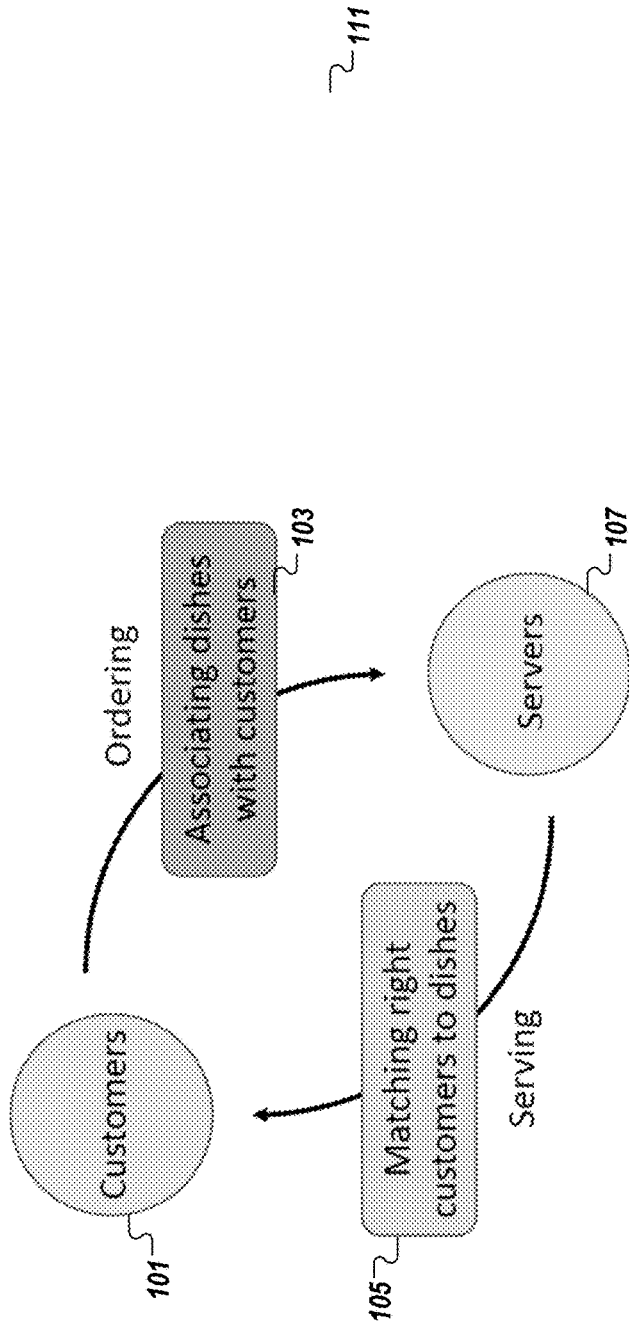 101
Customers
Ordering
Associating dishes
with customers
103
105
Matching right
customers to dishes
Serving
Servers
107
111